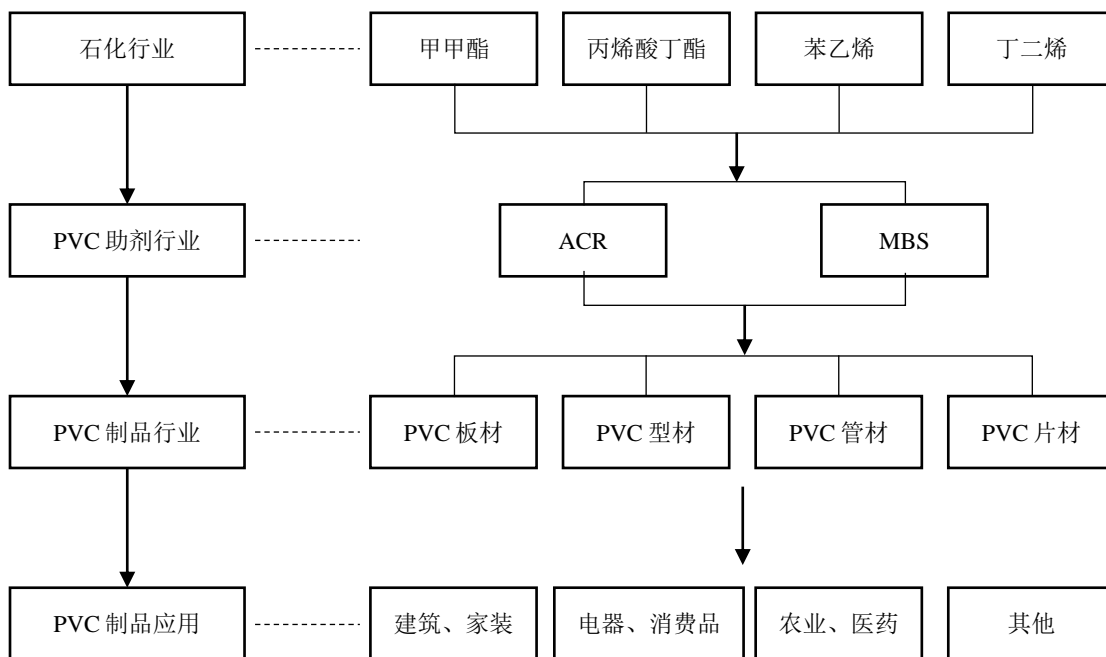 石化行业
甲甲酯
丙烯酸丁酯
苯乙烯
丁二烯
PVC 助剂行业
ACR
MBS
PVC 制品行业
PVC 板材
PVC 型材
PVC 管材
PVC 片材
PVC 制品应用
建筑、家装
电器、消费品
农业、医药
其他